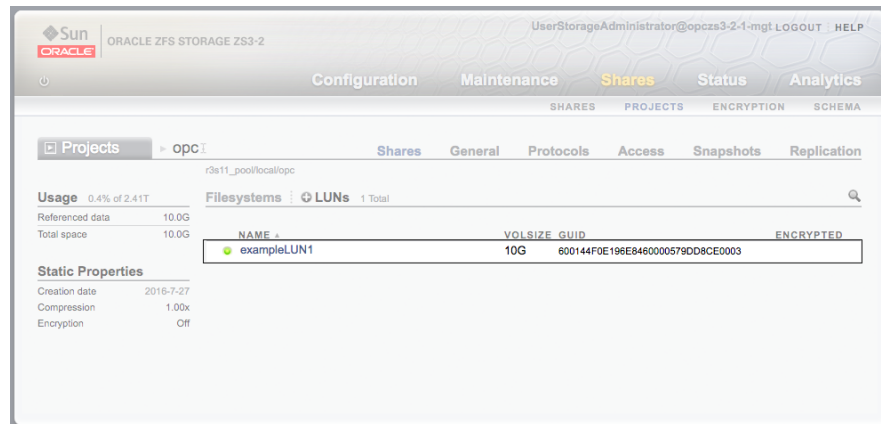 UserStorageAdministrator@opczs3-2-1-mgt LOGOUT HELP
Sun
ORACLE
ORACLE ZFS STORAGE ZS3-2
Configuration Maintenance Shares Status Analytics
SHARES PROJECTS ENCRYPTION SCHEMA
Projects opc
Shares General Protocols Access Snapshots Replication
r3s11_pool/local/opc
Usage 0.4% of 2.41T
Filesystems LUNs 1 Total
Referenced data 10.0G
Total space 10.0G
NAME VOLSIZE GUID ENCRYPTED
exampleLUN1 10G 600144F0E196E8460000579DD8CE0003
Static Properties
Creation date 2016-7-27
Compression 1.00x
Encryption Off